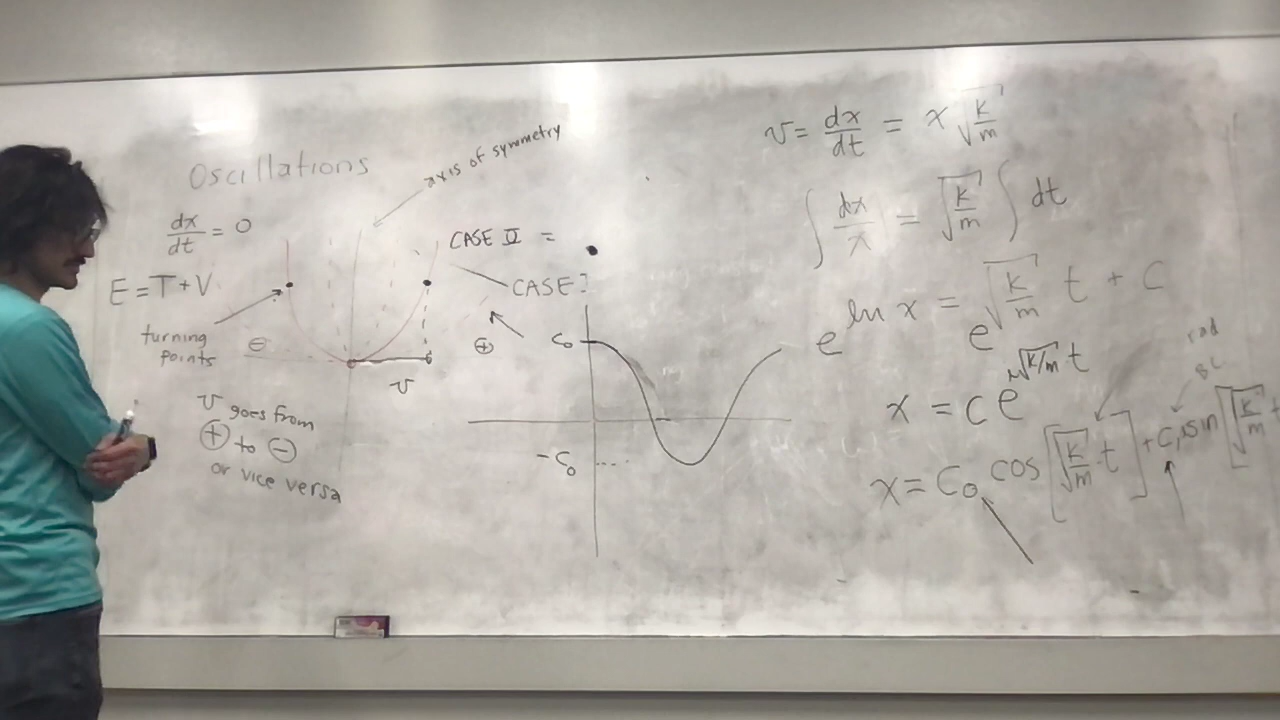 Oscillations
axis of symmetry
dx/dt = 0
E = T + V
turning points
⊖
⊕
v
v goes from
⊕ to ⊖
or vice versa
CASE II =
CASE I
C₀
-C₀
v = dx/dt = x √(k/m)
∫ dx/x = √(k/m) ∫ dt
e^(ln x) = e^(√(k/m) t + C)
x = c e^(√(k/m) t)
rad
x = C₀ cos [√(k/m) t] + C₁ sin [√(k/m) t